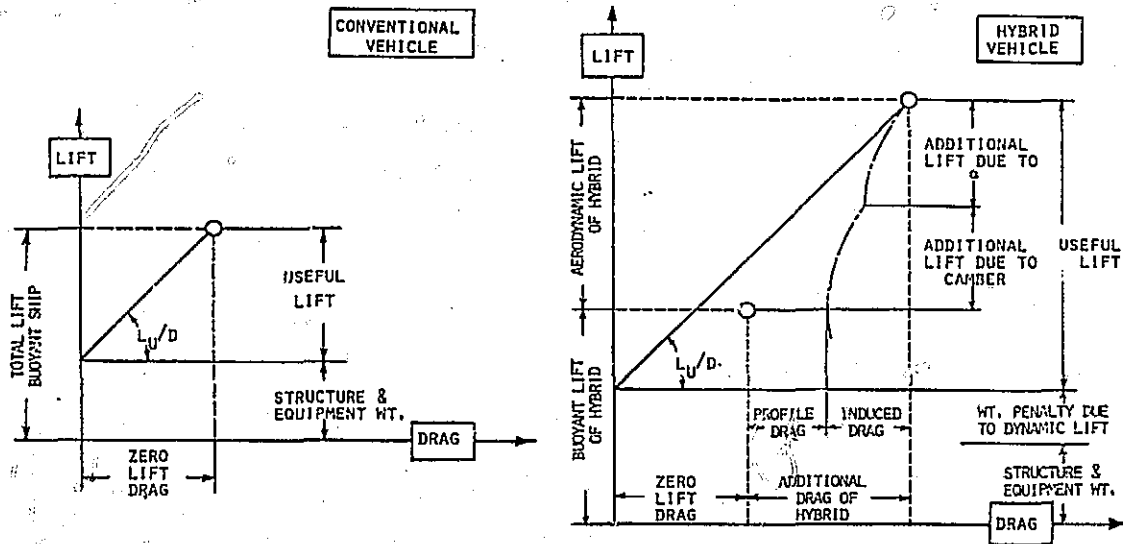 CONVENTIONAL
VEHICLE
LIFT
TOTAL LIFT
BUOYANT SHIP
USEFUL
LIFT
LU/D
STRUCTURE &
EQUIPMENT WT.
DRAG
ZERO
LIFT
DRAG
HYBRID
VEHICLE
LIFT
AERODYNAMIC LIFT
OF HYBRID
ADDITIONAL
LIFT DUE TO
α
ADDITIONAL
LIFT DUE TO
CAMBER
USEFUL
LIFT
LU/D
BUOYANT LIFT
OF HYBRID
PROFILE
DRAG
INDUCED
DRAG
WT. PENALTY DUE
TO DYNAMIC LIFT
ZERO
LIFT
DRAG
ADDITIONAL
DRAG OF
HYBRID
STRUCTURE &
EQUIPMENT WT.
DRAG